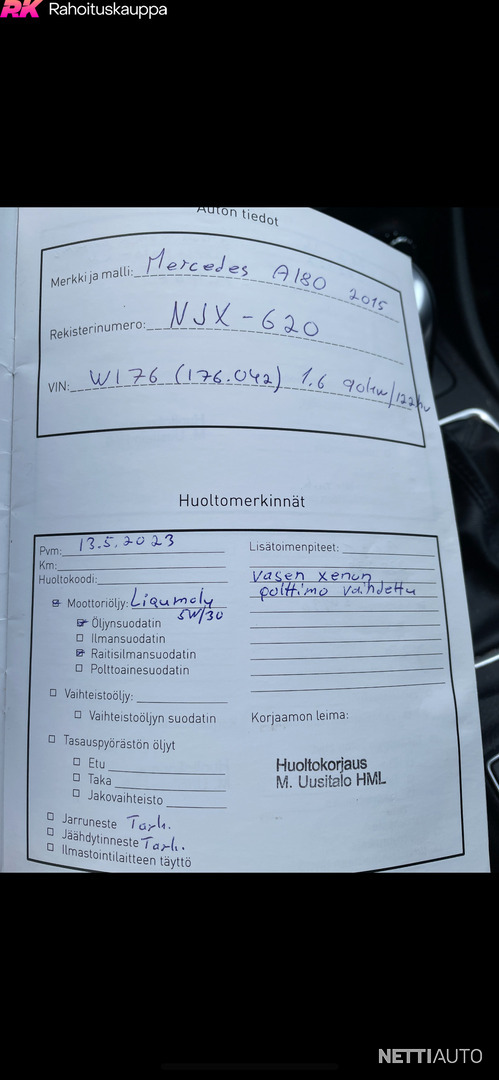 RK Rahoituskauppa
Auton tiedot
Merkki ja malli: Mercedes A180 2015
Rekisterinumero: NJX-620
VIN: W176 (176.042) 1.6 90kw/122hv
Huoltomerkinnät
Pvm: 13.5.2023
Km:
Huoltokoodi:
Moottoriöljy: Liqumoly
5W/30
Öljynsuodatin
Ilmansuodatin
Raitisilmansuodatin
Polttoainesuodatin
Vaihteistoöljy:
Vaihteistoöljyn suodatin
Tasauspyörästön öljyt
Etu
Taka
Jakovaihteisto
Jarruneste Tark.
Jäähdytinneste Tark.
Ilmastointilaitteen täyttö
Lisätoimenpiteet:
vasen xenon
polttimo vaihdettu
Korjaamon leima:
Huoltokorjaus
M. Uusitalo HML
NETTIAUTO